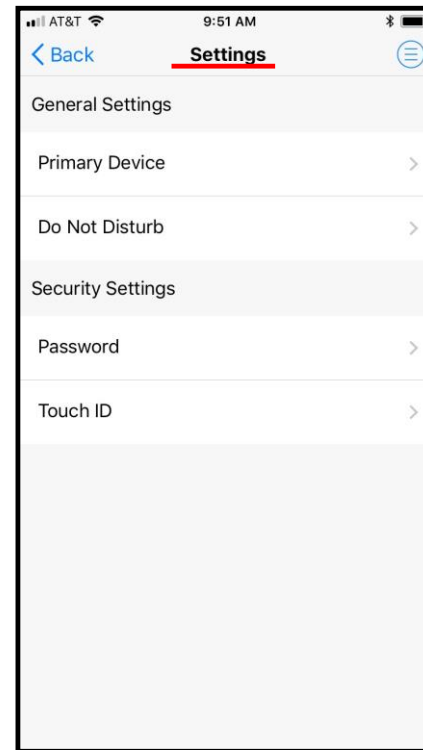 AT&T 9:51 AM
Back Settings
General Settings
Primary Device
Do Not Disturb
Security Settings
Password
Touch ID